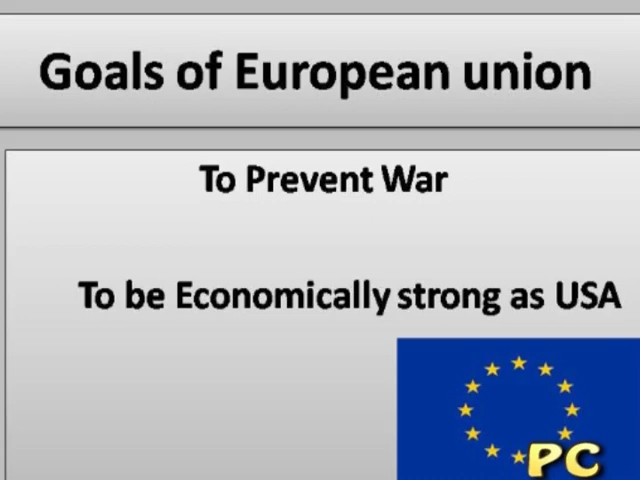 Goals of European union
To Prevent War
To be Economically strong as USA
PC